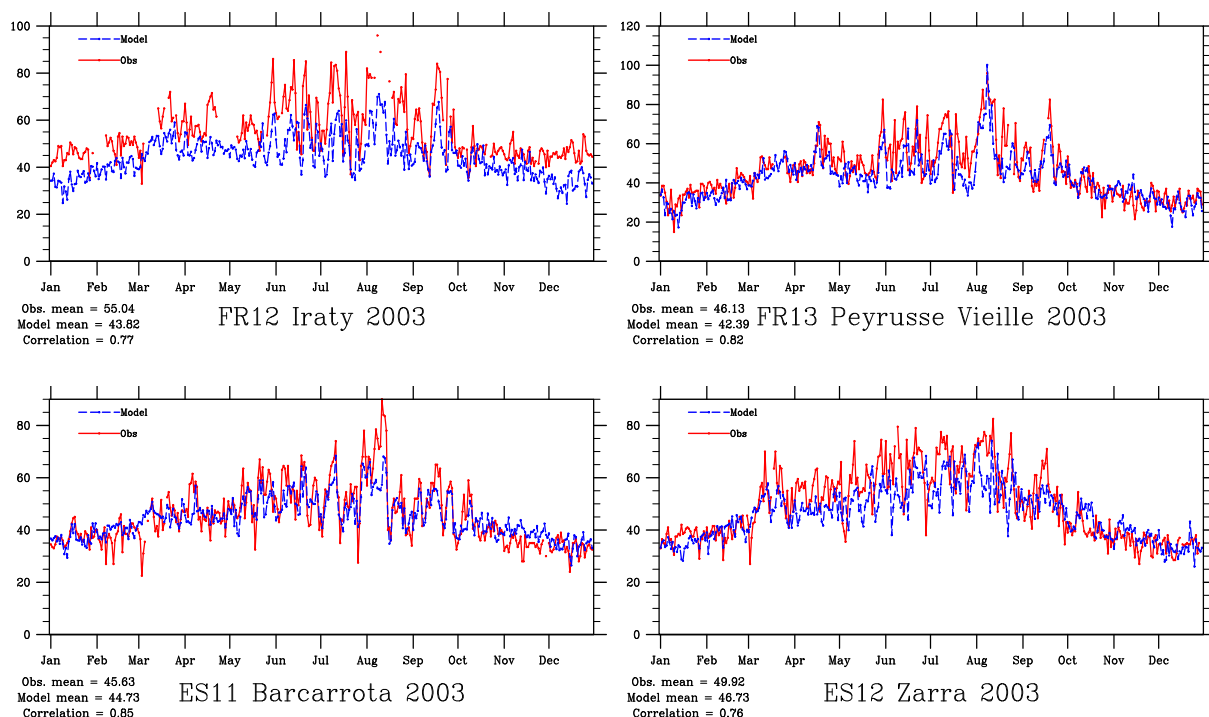 100
80
60
40
20
0
Model
Obs
Jan Feb Mar Apr May Jun Jul Aug Sep Oct Nov Dec
Obs. mean = 55.04
Model mean = 43.82
Correlation = 0.77
FR12 Iraty 2003
120
100
80
60
40
20
0
Model
Obs
Jan Feb Mar Apr May Jun Jul Aug Sep Oct Nov Dec
Obs. mean = 46.13
Model mean = 42.39
Correlation = 0.82
FR13 Peyrusse Vieille 2003
80
60
40
20
0
Model
Obs
Jan Feb Mar Apr May Jun Jul Aug Sep Oct Nov Dec
Obs. mean = 45.63
Model mean = 44.73
Correlation = 0.85
ES11 Barcarrota 2003
80
60
40
20
0
Model
Obs
Jan Feb Mar Apr May Jun Jul Aug Sep Oct Nov Dec
Obs. mean = 49.92
Model mean = 46.73
Correlation = 0.76
ES12 Zarra 2003